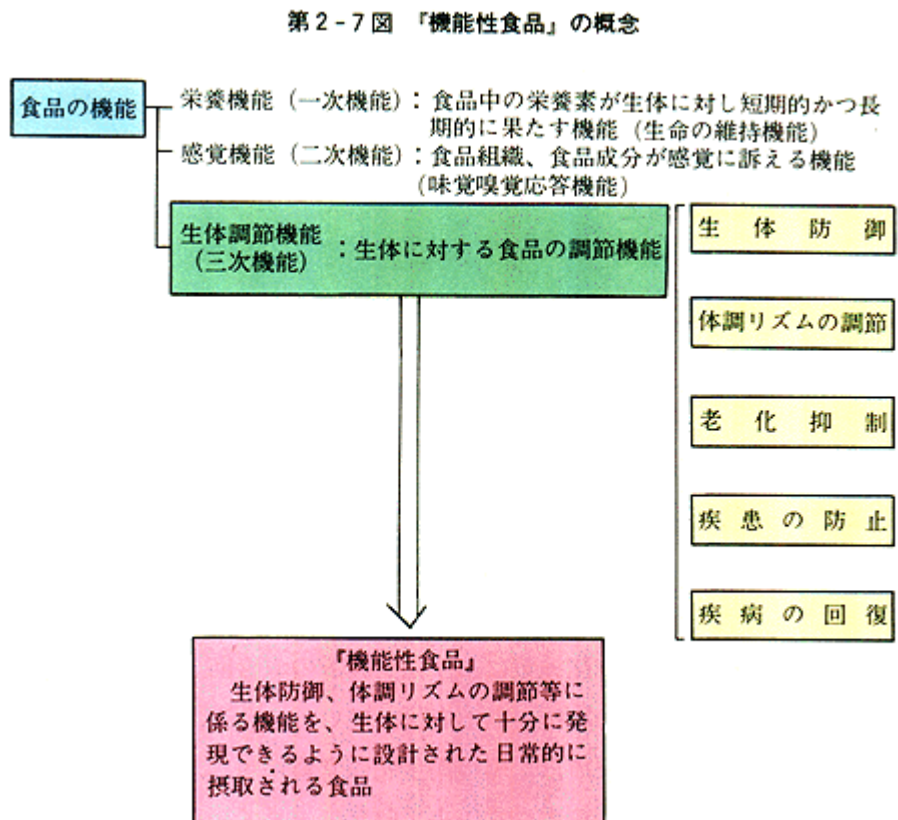 第2-7図 『機能性食品』の概念
食品の機能
栄養機能（一次機能）：食品中の栄養素が生体に対し短期的かつ長
期的に果たす機能（生命の維持機能）
感覚機能（二次機能）：食品組織、食品成分が感覚に訴える機能
（味覚嗅覚応答機能）
生体調節機能
（三次機能）
：生体に対する食品の調節機能
生体防御
体調リズムの調節
老化抑制
疾患の防止
疾病の回復
『機能性食品』
生体防御、体調リズムの調節等に
係る機能を、生体に対して十分に発
現できるように設計された日常的に
摂取される食品